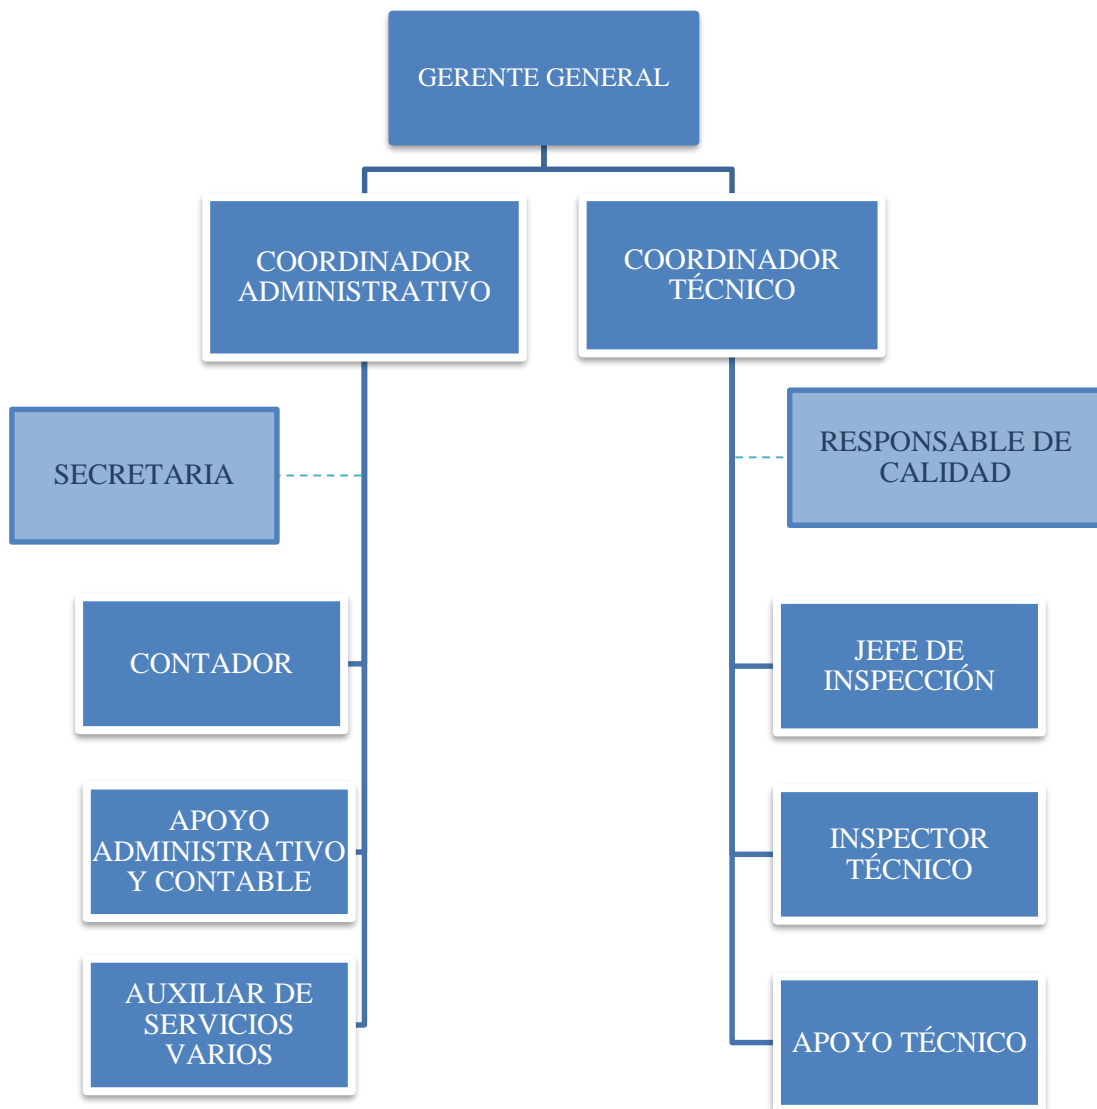 GERENTE GENERAL
COORDINADOR
ADMINISTRATIVO
COORDINADOR
TÉCNICO
SECRETARIA
RESPONSABLE DE
CALIDAD
CONTADOR
JEFE DE
INSPECCIÓN
APOYO
ADMINISTRATIVO
Y CONTABLE
INSPECTOR
TÉCNICO
AUXILIAR DE
SERVICIOS
VARIOS
APOYO TÉCNICO